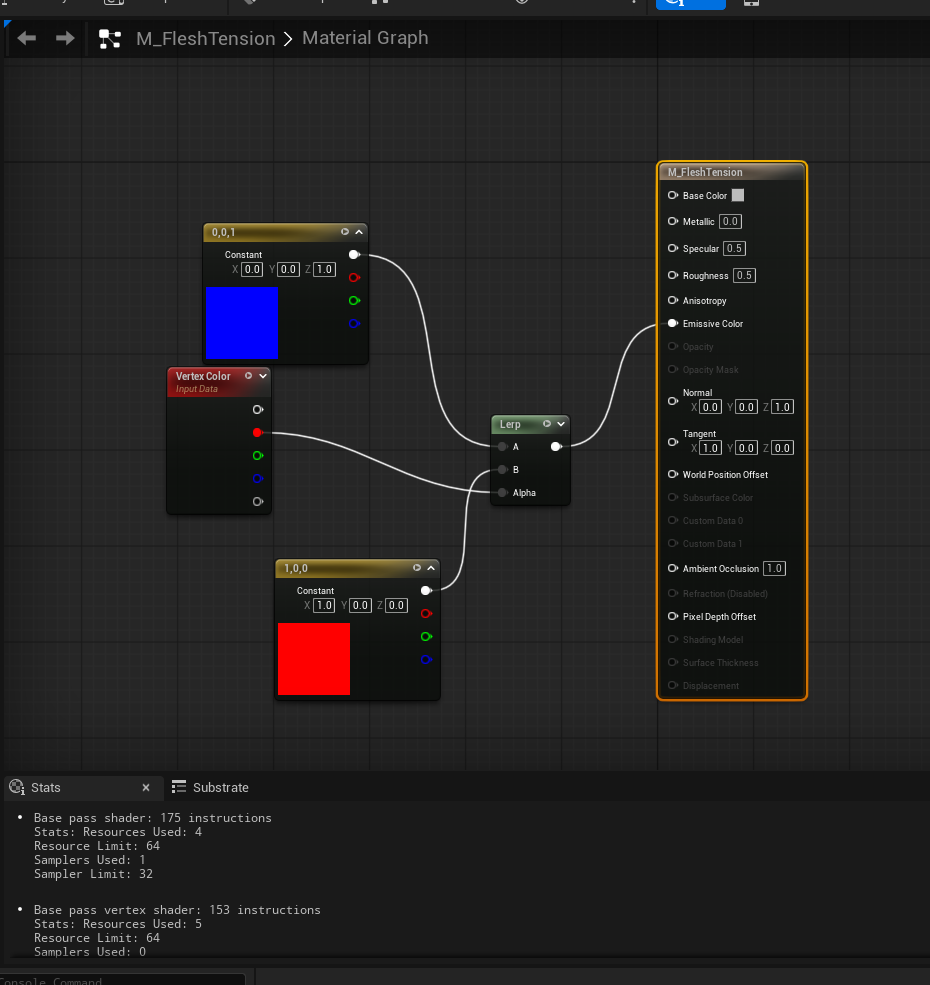 M_FleshTension > Material Graph
M_FleshTension
Base Color
Metallic 0.0
Specular 0.5
Roughness 0.5
Anisotropy
Emissive Color
Opacity
Opacity Mask
Normal
X 0.0 Y 0.0 Z 1.0
Tangent
X 1.0 Y 0.0 Z 0.0
World Position Offset
Subsurface Color
Custom Data 0
Custom Data 1
Ambient Occlusion 1.0
Refraction (Disabled)
Pixel Depth Offset
Shading Model
Surface Thickness
Displacement
0,0,1
Constant
X 0.0 Y 0.0 Z 1.0
Vertex Color
Input Data
Lerp
A
B
Alpha
1,0,0
Constant
X 1.0 Y 0.0 Z 0.0
Stats
Substrate
• Base pass shader: 175 instructions
Stats: Resources Used: 4
Resource Limit: 64
Samplers Used: 1
Sampler Limit: 32
• Base pass vertex shader: 153 instructions
Stats: Resources Used: 5
Resource Limit: 64
Samplers Used: 0
Console Command